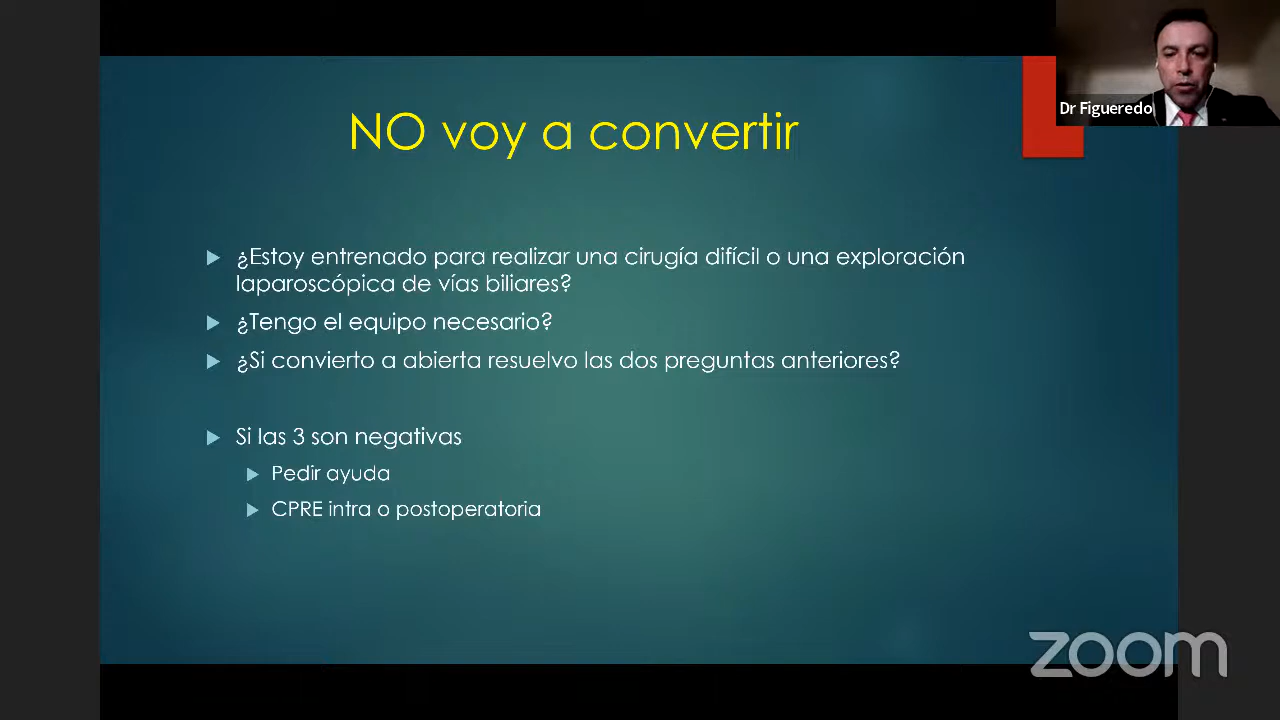 NO voy a convertir
Dr Figueredo
¿Estoy entrenado para realizar una cirugía difícil o una exploración
laparoscópica de vías biliares?
¿Tengo el equipo necesario?
¿Si convierto a abierta resuelvo las dos preguntas anteriores?
Si las 3 son negativas
Pedir ayuda
CPRE intra o postoperatoria
zoom